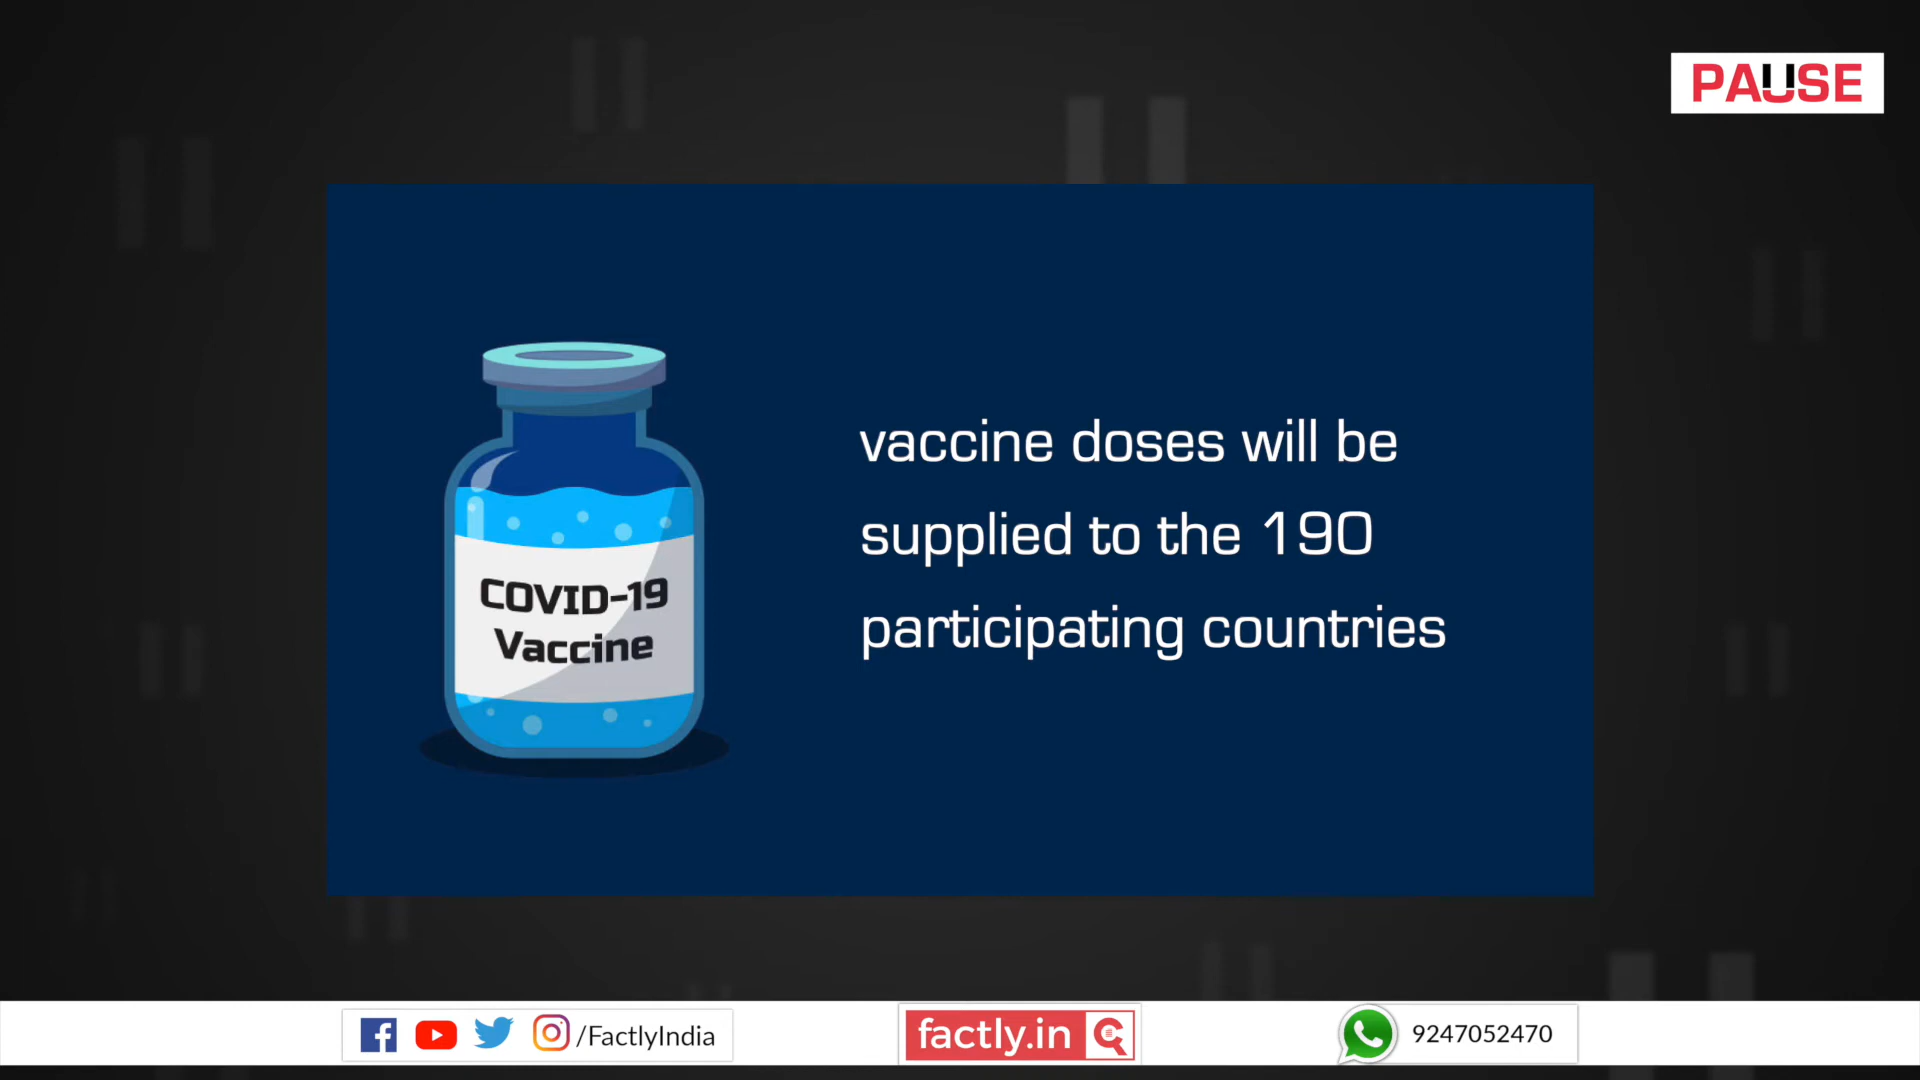 PAUSE
vaccine doses will be
supplied to the 190
participating countries
COVID-19
Vaccine
/FactlyIndia
factly.in
9247052470